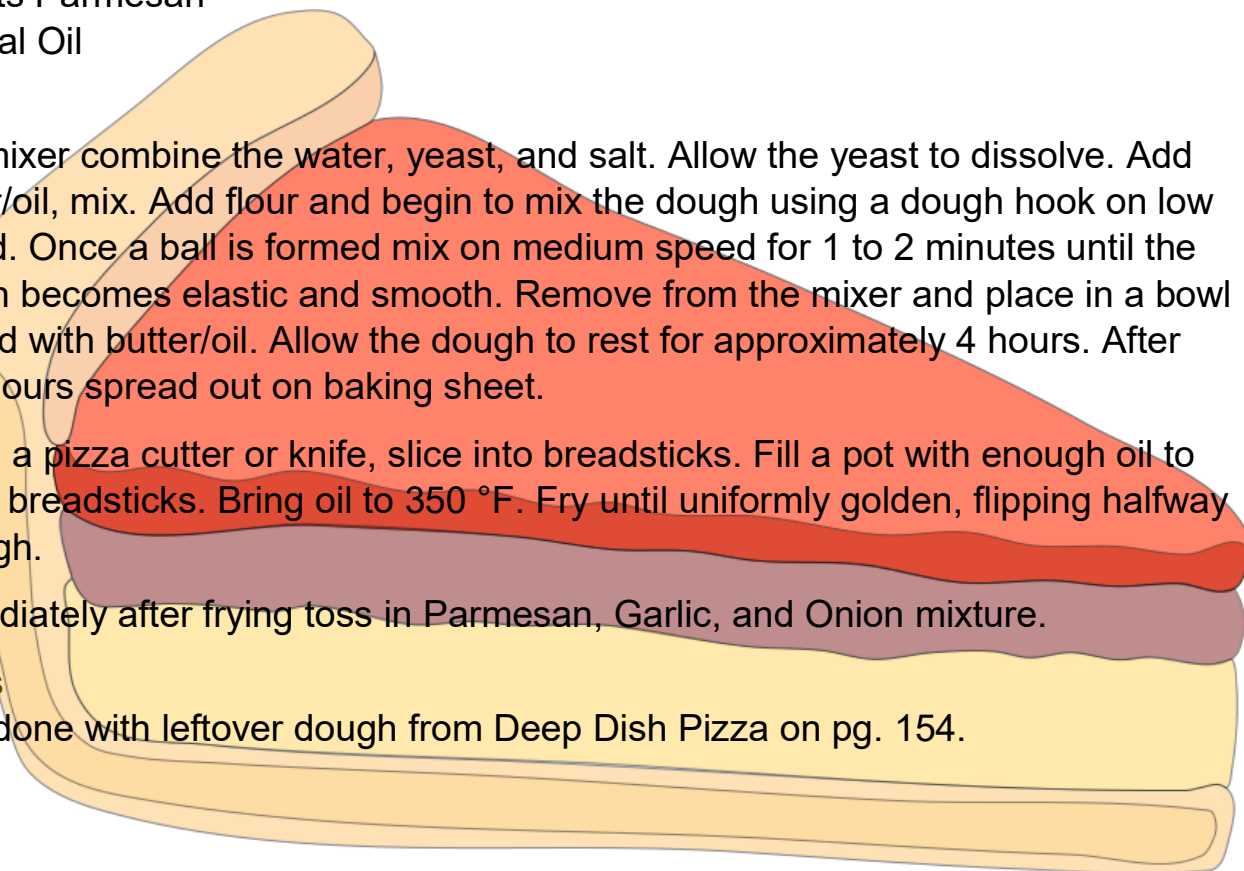 ts Parmesan
al Oil
mixer combine the water, yeast, and salt. Allow the yeast to dissolve. Add
r/oil, mix. Add flour and begin to mix the dough using a dough hook on low
d. Once a ball is formed mix on medium speed for 1 to 2 minutes until the
h becomes elastic and smooth. Remove from the mixer and place in a bowl
d with butter/oil. Allow the dough to rest for approximately 4 hours. After
ours spread out on baking sheet.
a pizza cutter or knife, slice into breadsticks. Fill a pot with enough oil to
breadsticks. Bring oil to 350 °F. Fry until uniformly golden, flipping halfway
gh.
diately after frying toss in Parmesan, Garlic, and Onion mixture.
s
done with leftover dough from Deep Dish Pizza on pg. 154.